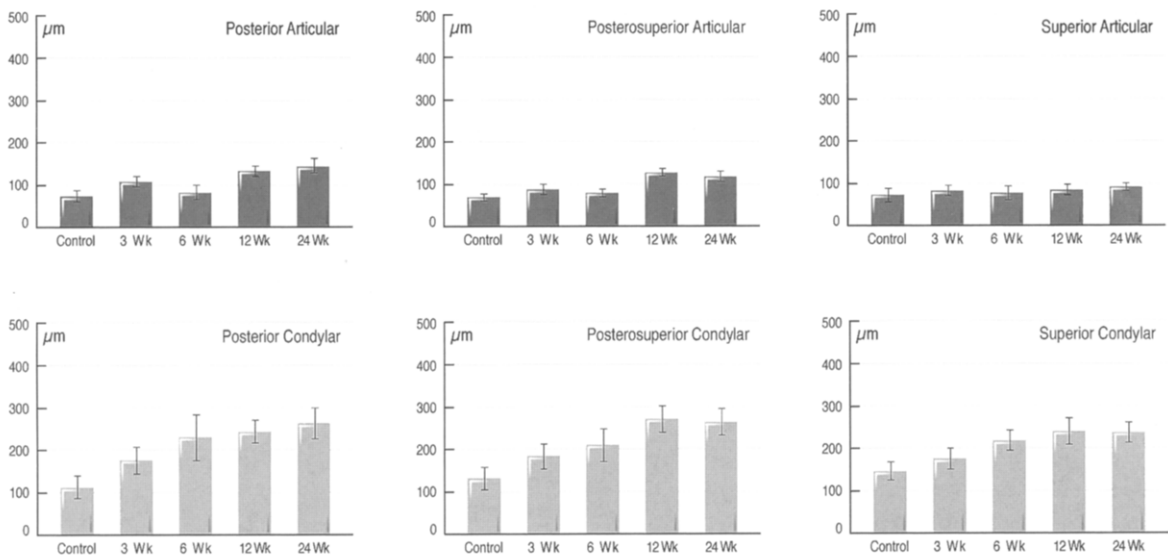 500
µm
Posterior Articular
400
300
200
100
0
Control 3 Wk 6 Wk 12 Wk 24 Wk
500
µm
Posterosuperior Articular
400
300
200
100
0
Control 3 Wk 6 Wk 12 Wk 24 Wk
500
µm
Superior Articular
400
300
200
100
0
Control 3 Wk 6 Wk 12 Wk 24 Wk
500
µm
Posterior Condylar
400
300
200
100
0
Control 3 Wk 6 Wk 12 Wk 24 Wk
500
µm
Posterosuperior Condylar
400
300
200
100
0
Control 3 Wk 6 Wk 12 Wk 24 Wk
500
µm
Superior Condylar
400
300
200
100
0
Control 3 Wk 6 Wk 12 Wk 24 Wk